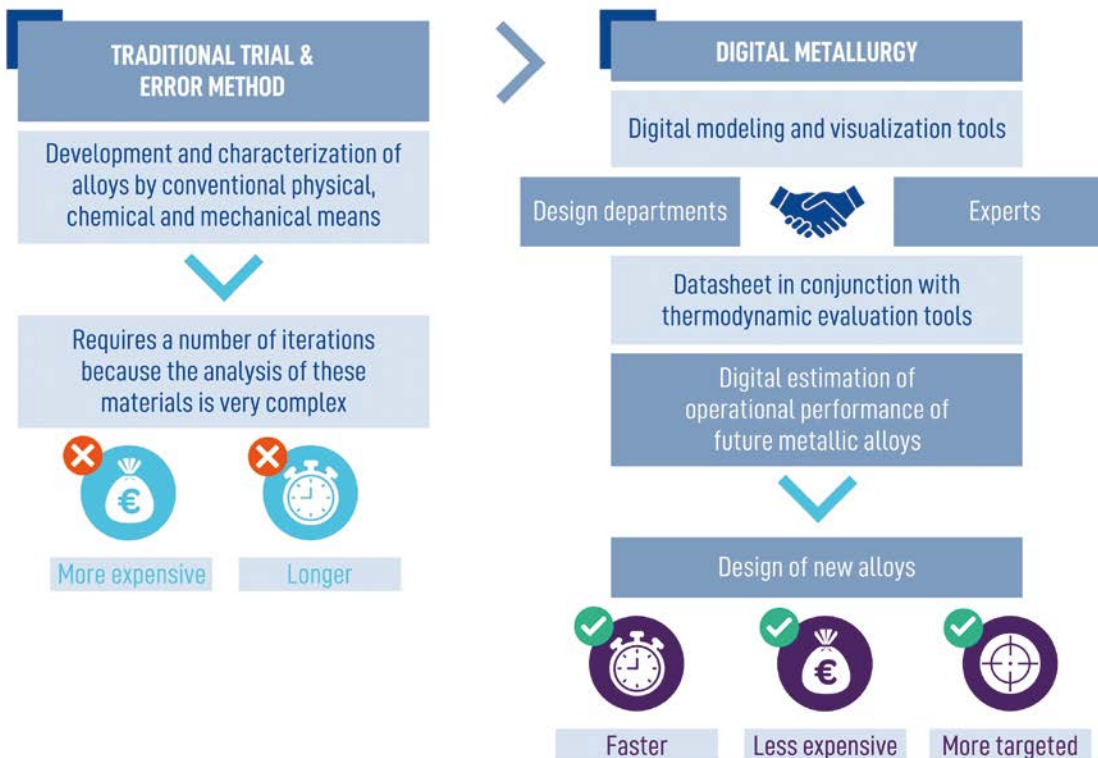 TRADITIONAL TRIAL &
ERROR METHOD
Development and characterization of
alloys by conventional physical,
chemical and mechanical means
Requires a number of iterations
because the analysis of these
materials is very complex
€
More expensive
Longer
DIGITAL METALLURGY
Digital modeling and visualization tools
Design departments
Experts
Datasheet in conjunction with
thermodynamic evaluation tools
Digital estimation of
operational performance of
future metallic alloys
Design of new alloys
€
Faster
Less expensive
More targeted